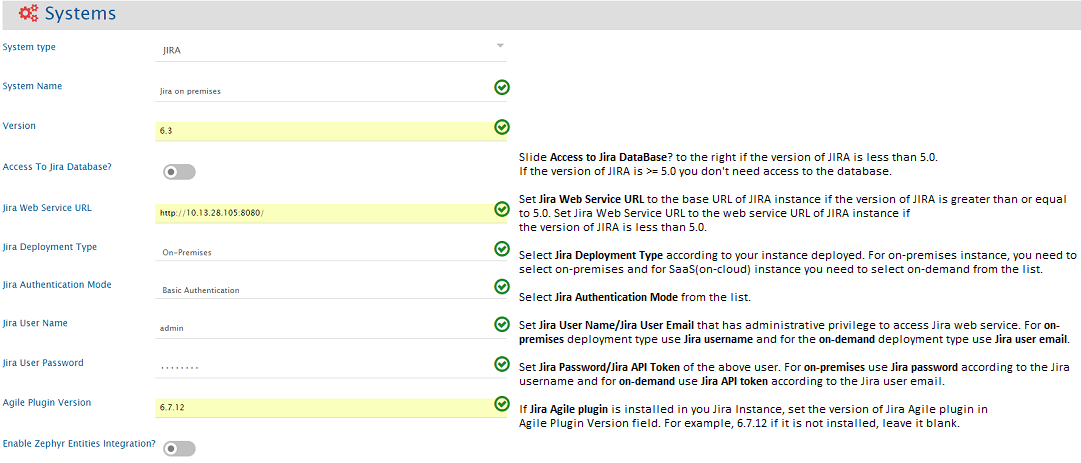 Systems
System type
JIRA
System Name
Jira on premises
Version
6.3
Access To Jira Database?
Slide Access to Jira DataBase? to the right if the version of JIRA is less than 5.0.
If the version of JIRA is >= 5.0 you don't need access to the database.
Jira Web Service URL
http://10.13.28.105:8080/
Set Jira Web Service URL to the base URL of JIRA instance if the version of JIRA is greater than or equal
to 5.0. Set Jira Web Service URL to the web service URL of JIRA instance if
the version of JIRA is less than 5.0.
Jira Deployment Type
On-Premises
Select Jira Deployment Type according to your instance deployed. For on-premises instance, you need to
select on-premises and for SaaS(on-cloud) instance you need to select on-demand from the list.
Jira Authentication Mode
Basic Authentication
Select Jira Authentication Mode from the list.
Jira User Name
admin
Set Jira User Name/Jira User Email that has administrative privilege to access Jira web service. For on-
premises deployment type use Jira username and for the on-demand deployment type use Jira user email.
Jira User Password
........
Set Jira Password/Jira API Token of the above user. For on-premises use Jira password according to the Jira
username and for on-demand use Jira API token according to the Jira user email.
Agile Plugin Version
6.7.12
If Jira Agile plugin is installed in you Jira Instance, set the version of Jira Agile plugin in
Agile Plugin Version field. For example, 6.7.12 if it is not installed, leave it blank.
Enable Zephyr Entities Integration?